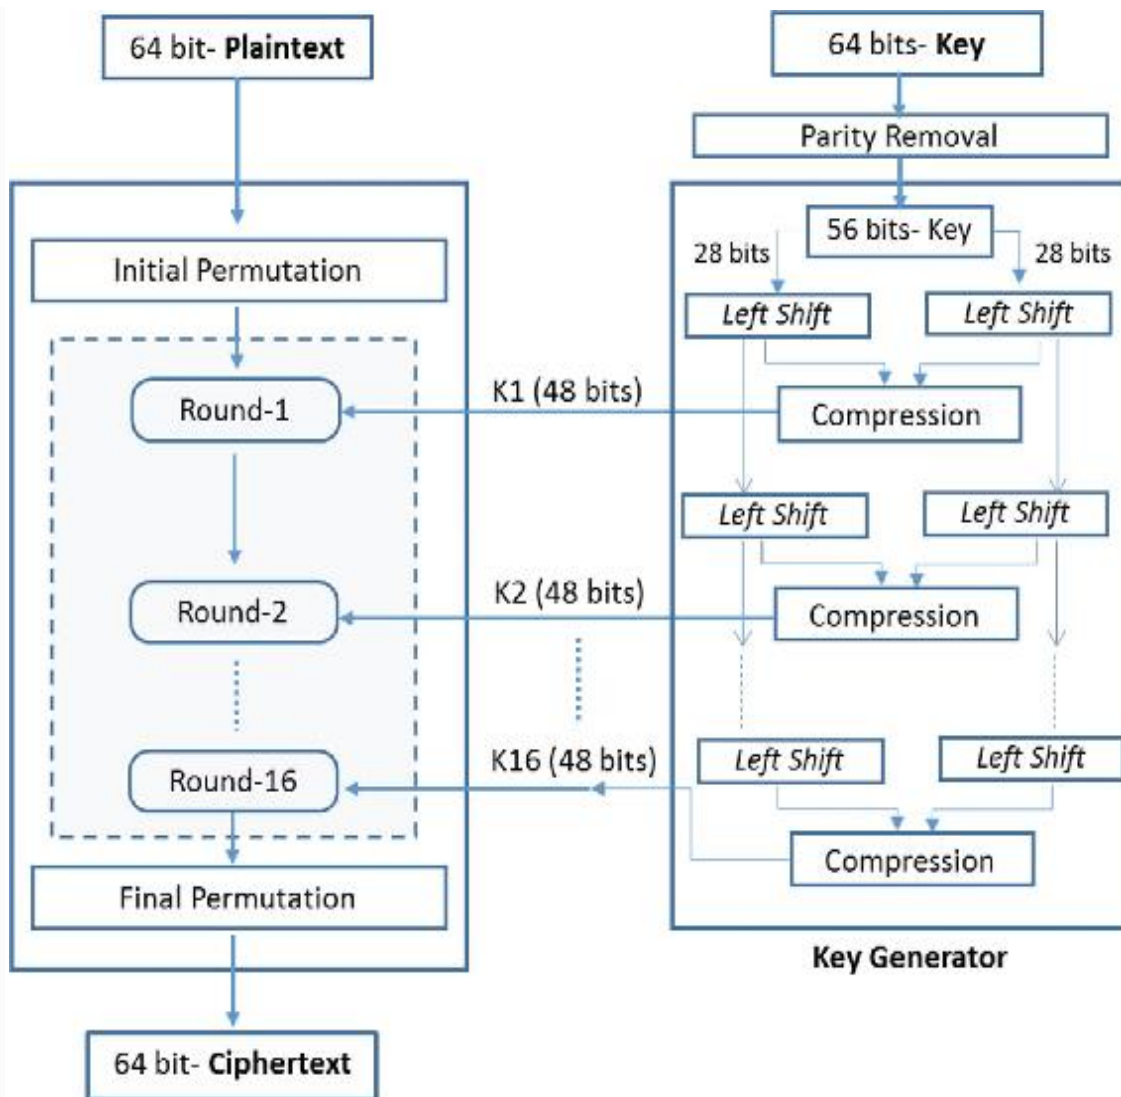 64 bit- Plaintext
64 bits- Key
Parity Removal
56 bits- Key
28 bits
28 bits
Initial Permutation
Left Shift
Left Shift
K1 (48 bits)
Round-1
Compression
Left Shift
Left Shift
K2 (48 bits)
Round-2
Compression
Left Shift
Left Shift
K16 (48 bits)
Round-16
Compression
Final Permutation
Key Generator
64 bit- Ciphertext